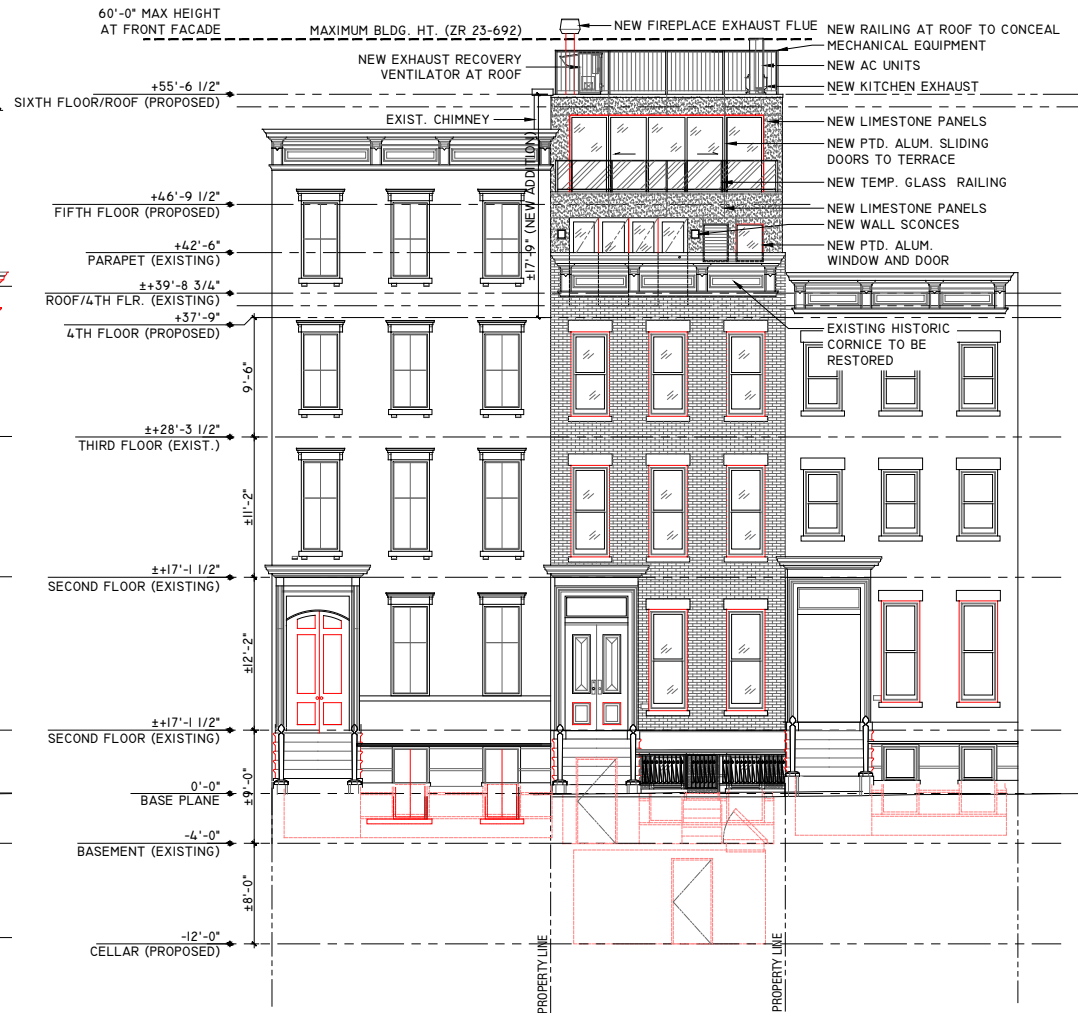 60'-0" MAX HEIGHT
AT FRONT FACADE
MAXIMUM BLDG. HT. (ZR 23-692)
NEW FIREPLACE EXHAUST FLUE
NEW RAILING AT ROOF TO CONCEAL
MECHANICAL EQUIPMENT
NEW EXHAUST RECOVERY
VENTILATOR AT ROOF
NEW AC UNITS
NEW KITCHEN EXHAUST
+55'-6 1/2"
SIXTH FLOOR/ROOF (PROPOSED)
EXIST. CHIMNEY
NEW LIMESTONE PANELS
NEW PTD. ALUM. SLIDING
DOORS TO TERRACE
NEW TEMP. GLASS RAILING
+46'-9 1/2"
FIFTH FLOOR (PROPOSED)
±17'-9" (NEW ADDITION)
NEW LIMESTONE PANELS
NEW WALL SCONCES
NEW PTD. ALUM.
WINDOW AND DOOR
+42'-6"
PARAPET (EXISTING)
±+39'-8 3/4"
ROOF/4TH FLR. (EXISTING)
+37'-9"
4TH FLOOR (PROPOSED)
EXISTING HISTORIC
CORNICE TO BE
RESTORED
9'-6"
±+28'-3 1/2"
THIRD FLOOR (EXIST.)
±11'-2"
±+17'-1 1/2"
SECOND FLOOR (EXISTING)
±12'-2"
±+17'-1 1/2"
SECOND FLOOR (EXISTING)
±9'-0"
0'-0"
BASE PLANE
-4'-0"
BASEMENT (EXISTING)
±8'-0"
-12'-0"
CELLAR (PROPOSED)
PROPERTY LINE
PROPERTY LINE